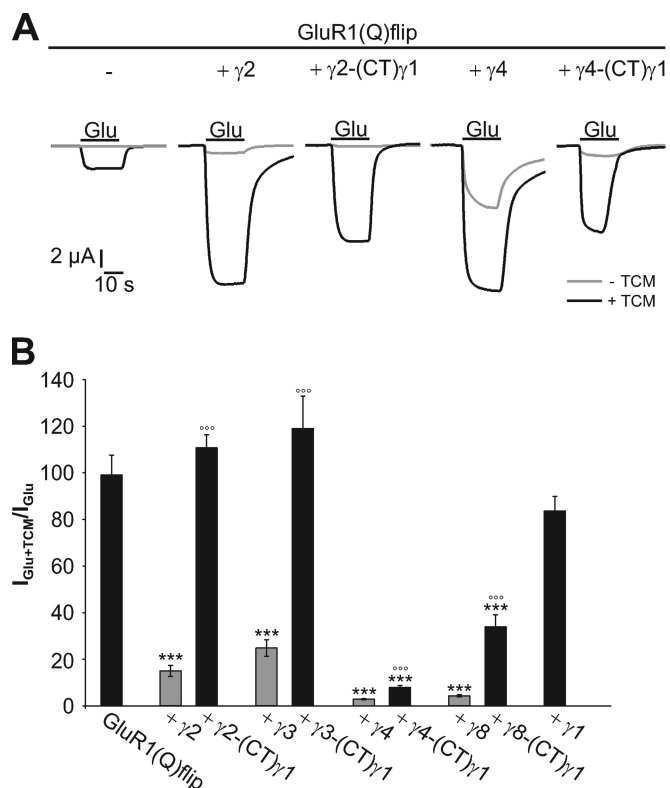 A
GluR1(Q)flip
- + γ2 + γ2-(CT)γ1 + γ4 + γ4-(CT)γ1
Glu Glu Glu Glu Glu
2 µA
10 s
- TCM
+ TCM
B
140
120
100
80
60
40
20
0
I_Glu+TCM/I_Glu
*** °°° *** °°° *** °°° *** *** °°° ***
GluR1(Q)flip
+ γ2
+ γ2-(CT)γ1
+ γ3
+ γ3-(CT)γ1
+ γ4
+ γ4-(CT)γ1
+ γ8
+ γ8-(CT)γ1
+ γ1